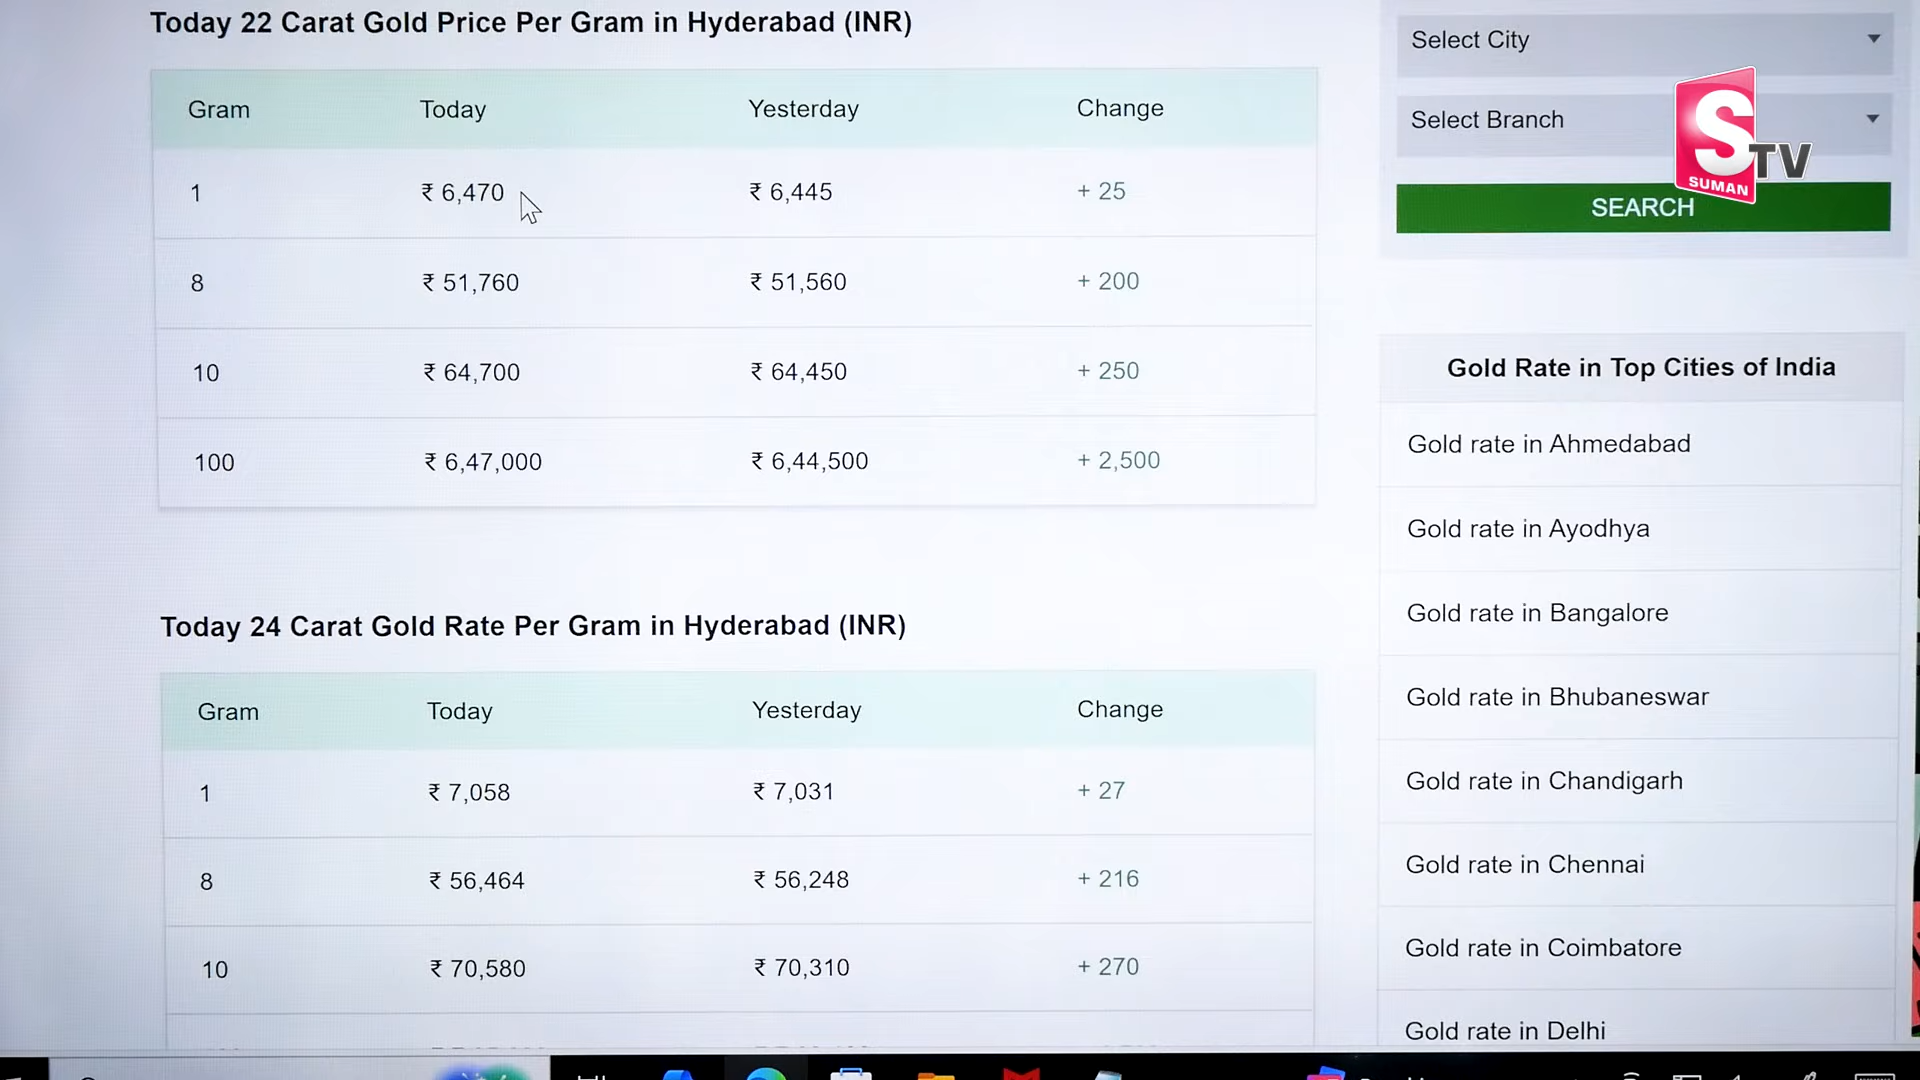 Today 22 Carat Gold Price Per Gram in Hyderabad (INR)
Gram Today Yesterday Change
1 ₹ 6,470 ₹ 6,445 + 25
8 ₹ 51,760 ₹ 51,560 + 200
10 ₹ 64,700 ₹ 64,450 + 250
100 ₹ 6,47,000 ₹ 6,44,500 + 2,500
Today 24 Carat Gold Rate Per Gram in Hyderabad (INR)
Gram Today Yesterday Change
1 ₹ 7,058 ₹ 7,031 + 27
8 ₹ 56,464 ₹ 56,248 + 216
10 ₹ 70,580 ₹ 70,310 + 270
Select City
Select Branch
SEARCH
S TV
SUMAN
Gold Rate in Top Cities of India
Gold rate in Ahmedabad
Gold rate in Ayodhya
Gold rate in Bangalore
Gold rate in Bhubaneswar
Gold rate in Chandigarh
Gold rate in Chennai
Gold rate in Coimbatore
Gold rate in Delhi